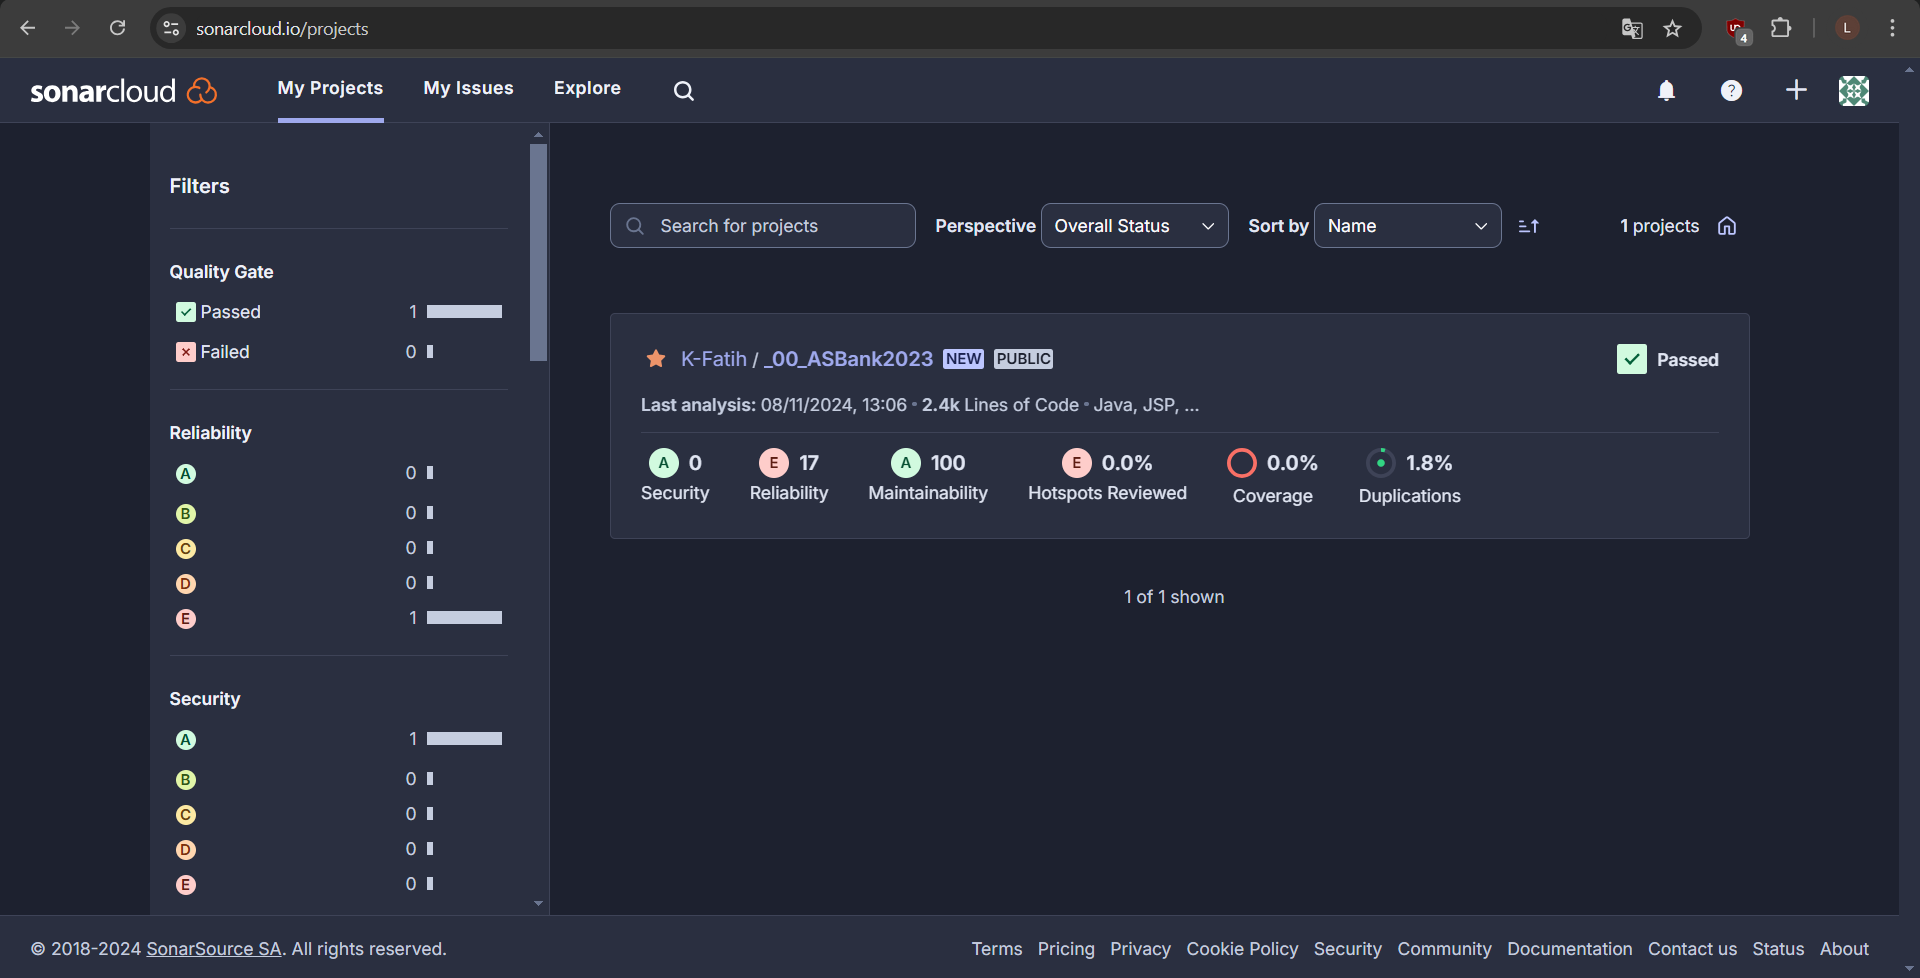 sonarcloud.io/projects
4
L
sonarcloud
My Projects
My Issues
Explore
?
Filters
Quality Gate
Passed 1
Failed 0
Reliability
A 0
B 0
C 0
D 0
E 1
Security
A 1
B 0
C 0
D 0
E 0
Search for projects
Perspective
Overall Status
Sort by
Name
1 projects
K-Fatih / _00_ASBank2023 NEW PUBLIC
Passed
Last analysis: 08/11/2024, 13:06 • 2.4k Lines of Code • Java, JSP, ...
A 0
Security
E 17
Reliability
A 100
Maintainability
E 0.0%
Hotspots Reviewed
0.0%
Coverage
1.8%
Duplications
1 of 1 shown
© 2018-2024 SonarSource SA. All rights reserved.
Terms Pricing Privacy Cookie Policy Security Community Documentation Contact us Status About